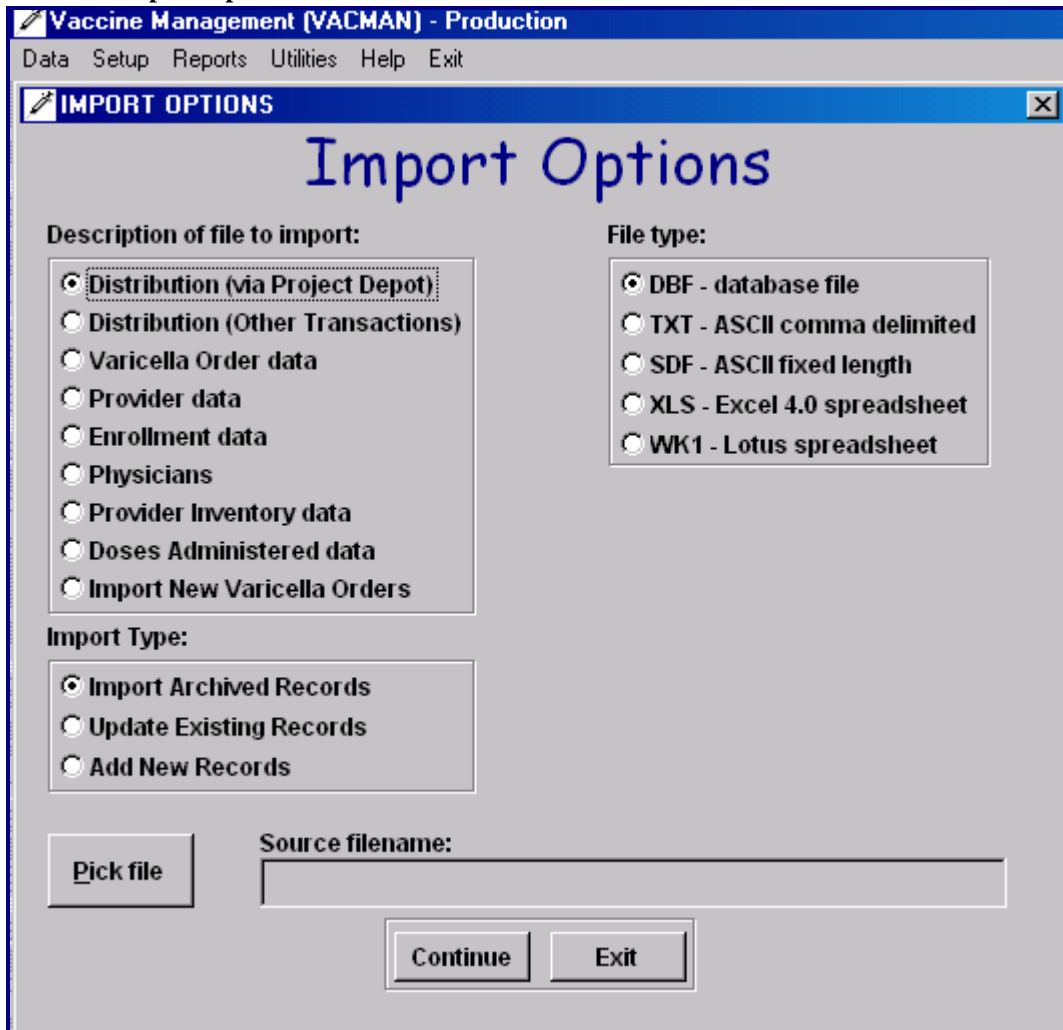 Vaccine Management (VACMAN) - Production
Data Setup Reports Utilities Help Exit
IMPORT OPTIONS
Import Options
Description of file to import:
Distribution (via Project Depot)
Distribution (Other Transactions)
Varicella Order data
Provider data
Enrollment data
Physicians
Provider Inventory data
Doses Administered data
Import New Varicella Orders
File type:
DBF - database file
TXT - ASCII comma delimited
SDF - ASCII fixed length
XLS - Excel 4.0 spreadsheet
WK1 - Lotus spreadsheet
Import Type:
Import Archived Records
Update Existing Records
Add New Records
Pick file
Source filename:
Continue
Exit